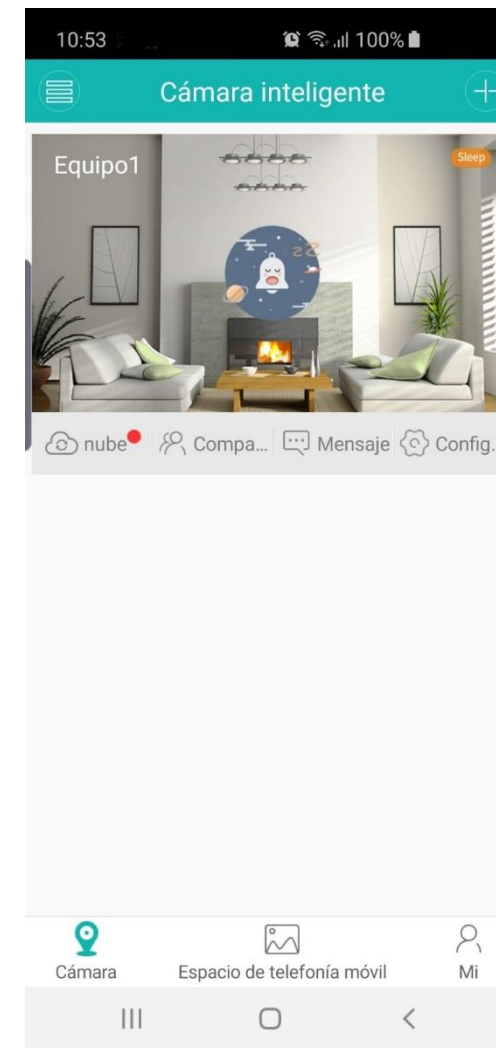 10:53 100%
Cámara inteligente
Equipo1
Sleep
nube Compa... Mensaje Config.
Cámara Espacio de telefonía móvil Mi